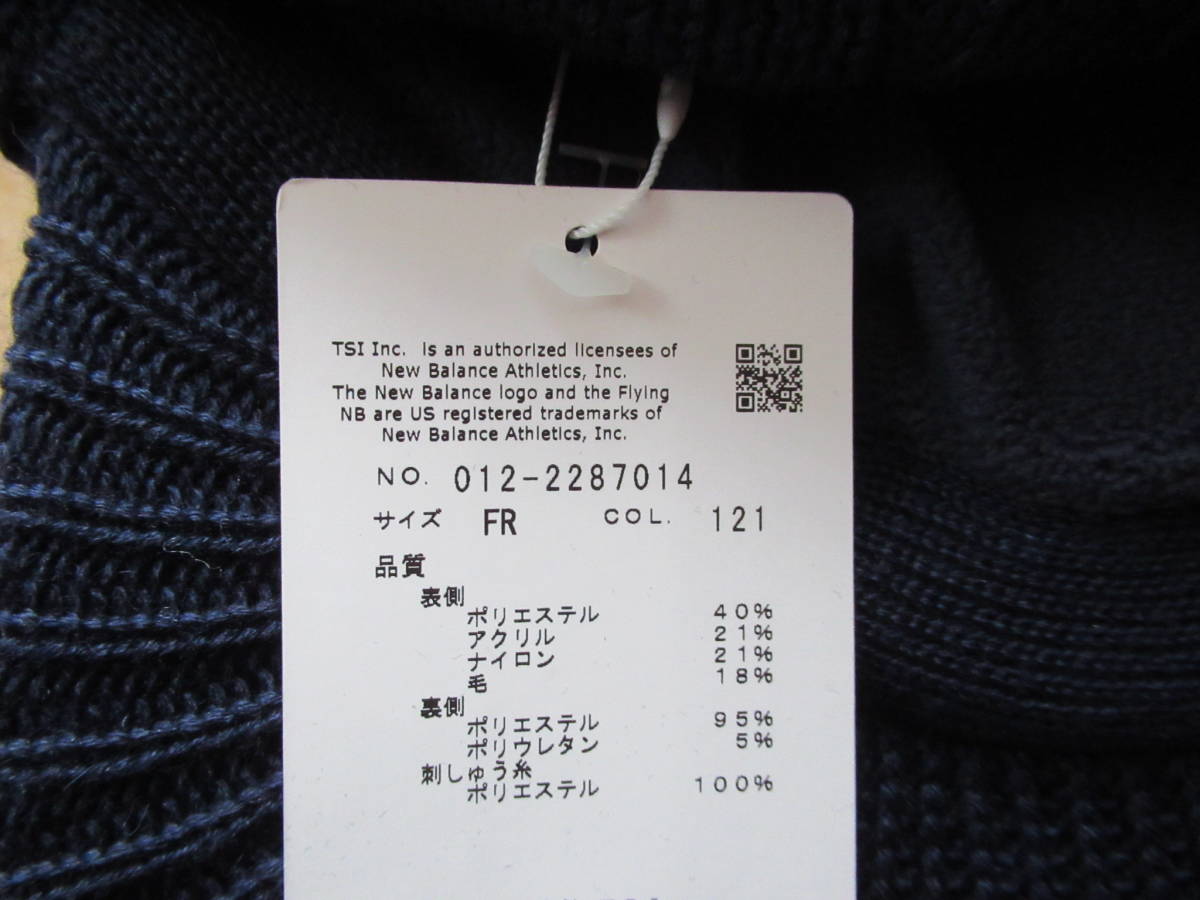 TSI Inc. is an authorized licensees of
New Balance Athletics, Inc.
The New Balance logo and the Flying
NB are US registered trademarks of
New Balance Athletics, Inc.
NO. 012-2287014
サイズ FR COL. 121
品質
表側
ポリエステル 40%
アクリル 21%
ナイロン 21%
毛 18%
裏側
ポリエステル 95%
ポリウレタン 5%
刺しゅう糸
ポリエステル 100%